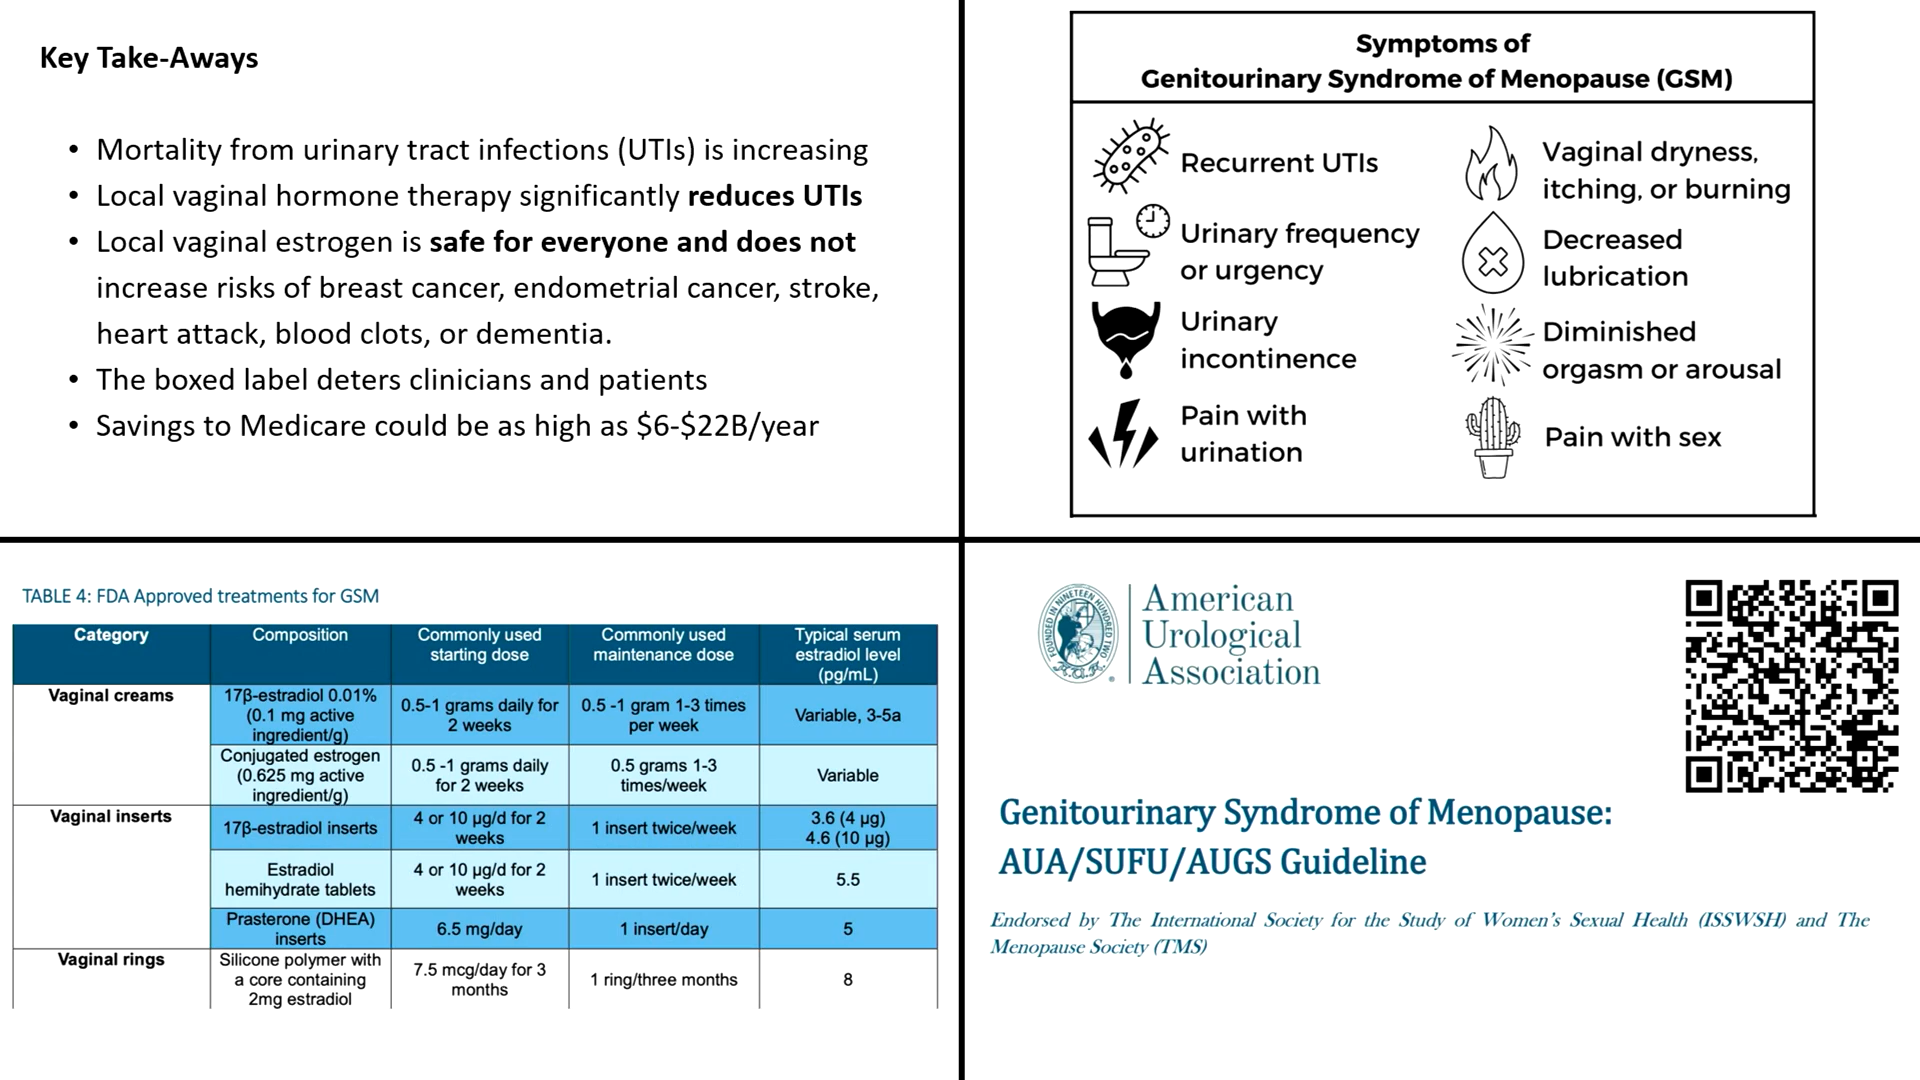 Key Take-Aways
• Mortality from urinary tract infections (UTIs) is increasing
• Local vaginal hormone therapy significantly reduces UTIs
• Local vaginal estrogen is safe for everyone and does not
increase risks of breast cancer, endometrial cancer, stroke,
heart attack, blood clots, or dementia.
• The boxed label deters clinicians and patients
• Savings to Medicare could be as high as $6-$22B/year
Symptoms of
Genitourinary Syndrome of Menopause (GSM)
Recurrent UTIs
Urinary frequency
or urgency
Urinary
incontinence
Pain with
urination
Vaginal dryness,
itching, or burning
Decreased
lubrication
Diminished
orgasm or arousal
Pain with sex
TABLE 4: FDA Approved treatments for GSM
Category
Composition
Commonly used
starting dose
Commonly used
maintenance dose
Typical serum
estradiol level
(pg/mL)
Vaginal creams
17β-estradiol 0.01%
(0.1 mg active
ingredient/g)
0.5-1 grams daily for
2 weeks
0.5 -1 gram 1-3 times
per week
Variable, 3-5a
Conjugated estrogen
(0.625 mg active
ingredient/g)
0.5 -1 grams daily
for 2 weeks
0.5 grams 1-3
times/week
Variable
Vaginal inserts
17β-estradiol inserts
4 or 10 μg/d for 2
weeks
1 insert twice/week
3.6 (4 μg)
4.6 (10 μg)
Estradiol
hemihydrate tablets
4 or 10 μg/d for 2
weeks
1 insert twice/week
5.5
Prasterone (DHEA)
inserts
6.5 mg/day
1 insert/day
5
Vaginal rings
Silicone polymer with
a core containing
2mg estradiol
7.5 mcg/day for 3
months
1 ring/three months
8
FOUNDED IN NINETEEN HUNDRED TWO
A.U.A.
®
American
Urological
Association
Genitourinary Syndrome of Menopause:
AUA/SUFU/AUGS Guideline
Endorsed by The International Society for the Study of Women's Sexual Health (ISSWSH) and The
Menopause Society (TMS)